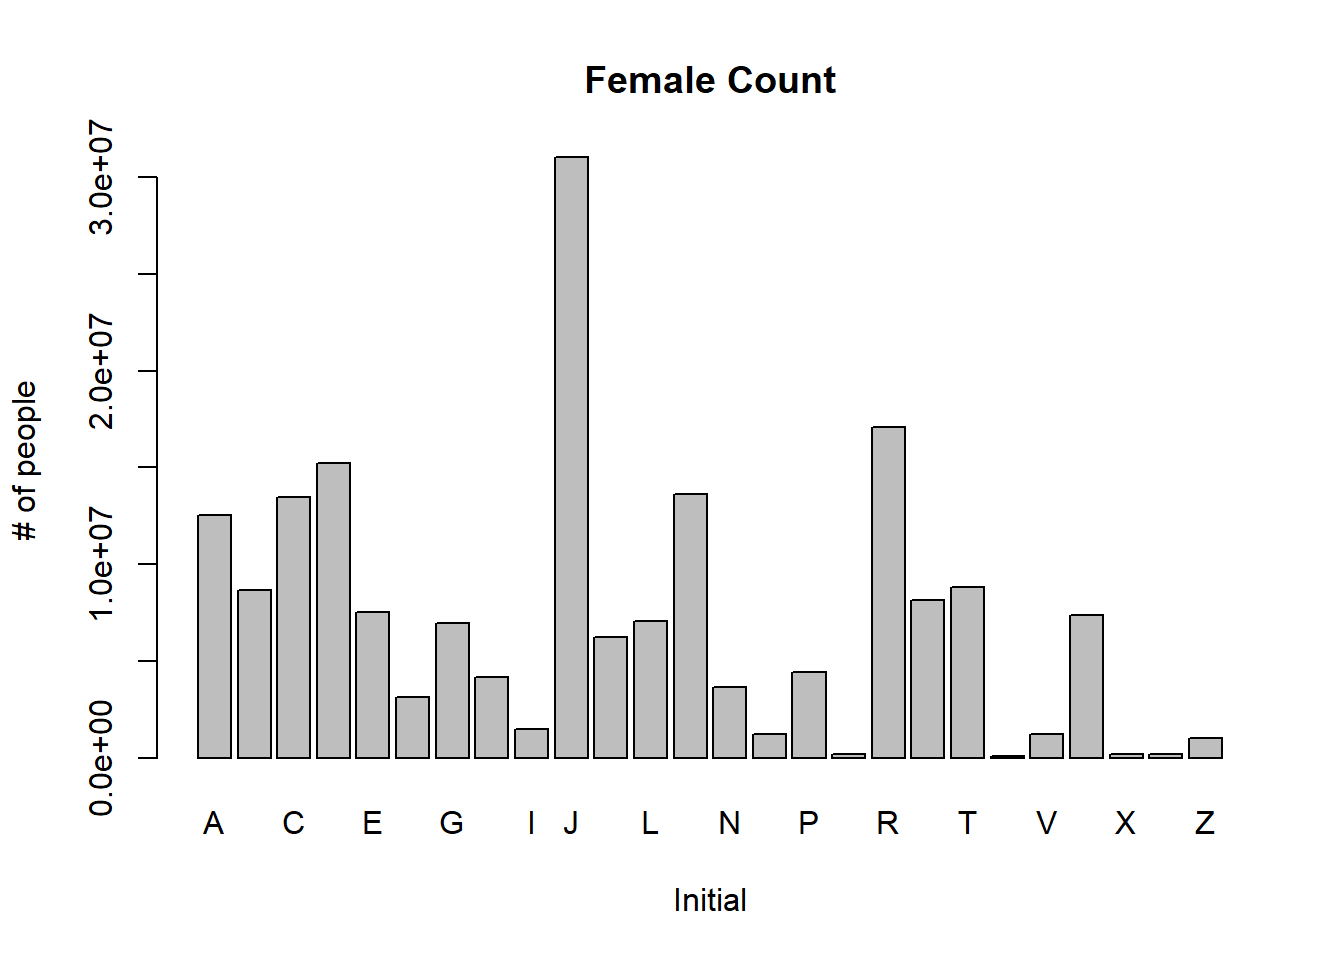 Female Count
# of people
3.0e+07
2.0e+07
1.0e+07
0.0e+00
A C E G I J L N P R T V X Z
Initial